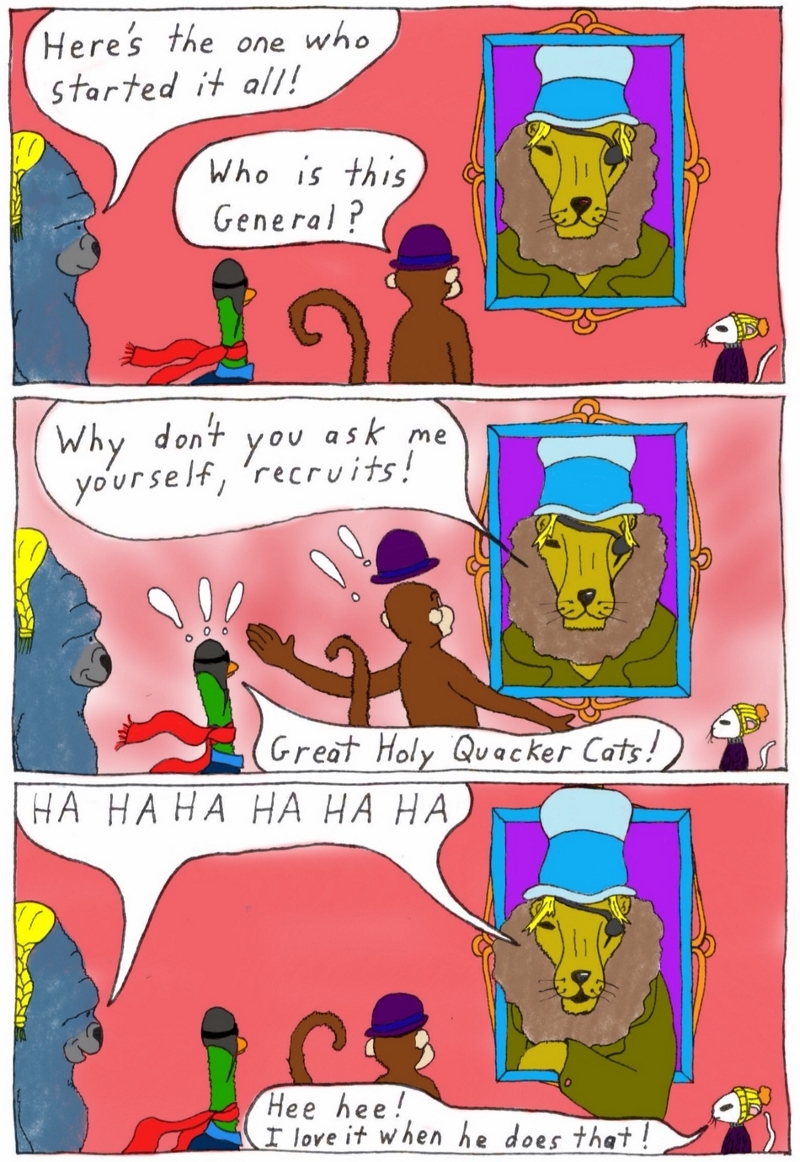 Here's the one who
started it all!
Who is this
General?
Why don't you ask me
yourself, recruits!
Great Holy Quacker Cats!
HA HA HA HA HA HA
Hee hee!
I love it when he does that!